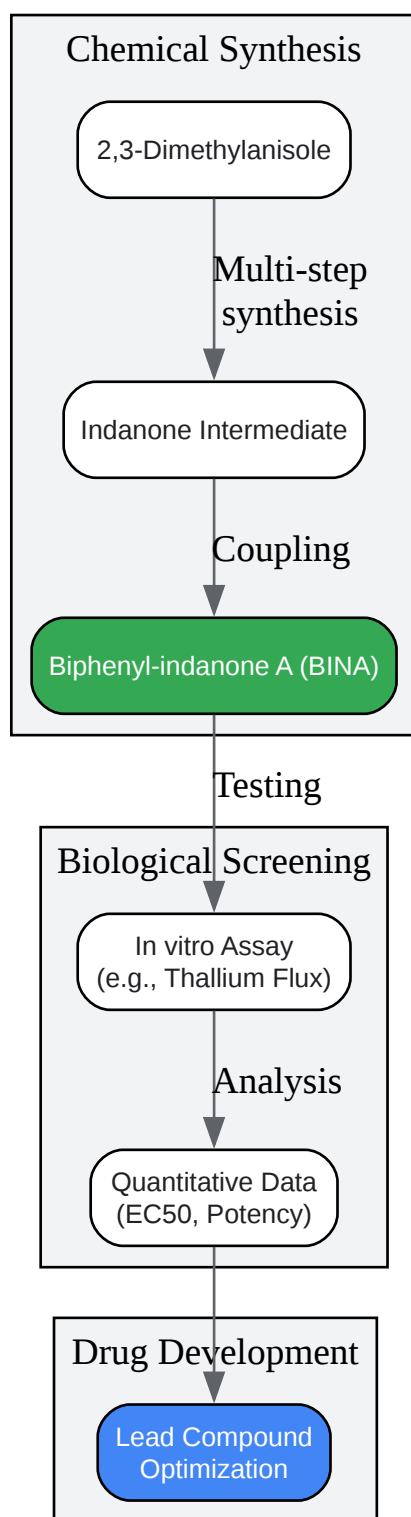 Chemical Synthesis
2,3-Dimethylanisole
Multi-step
synthesis
Indanone Intermediate
Coupling
Biphenyl-indanone A (BINA)
Testing
Biological Screening
In vitro Assay
(e.g., Thallium Flux)
Analysis
Quantitative Data
(EC50, Potency)
Drug Development
Lead Compound
Optimization